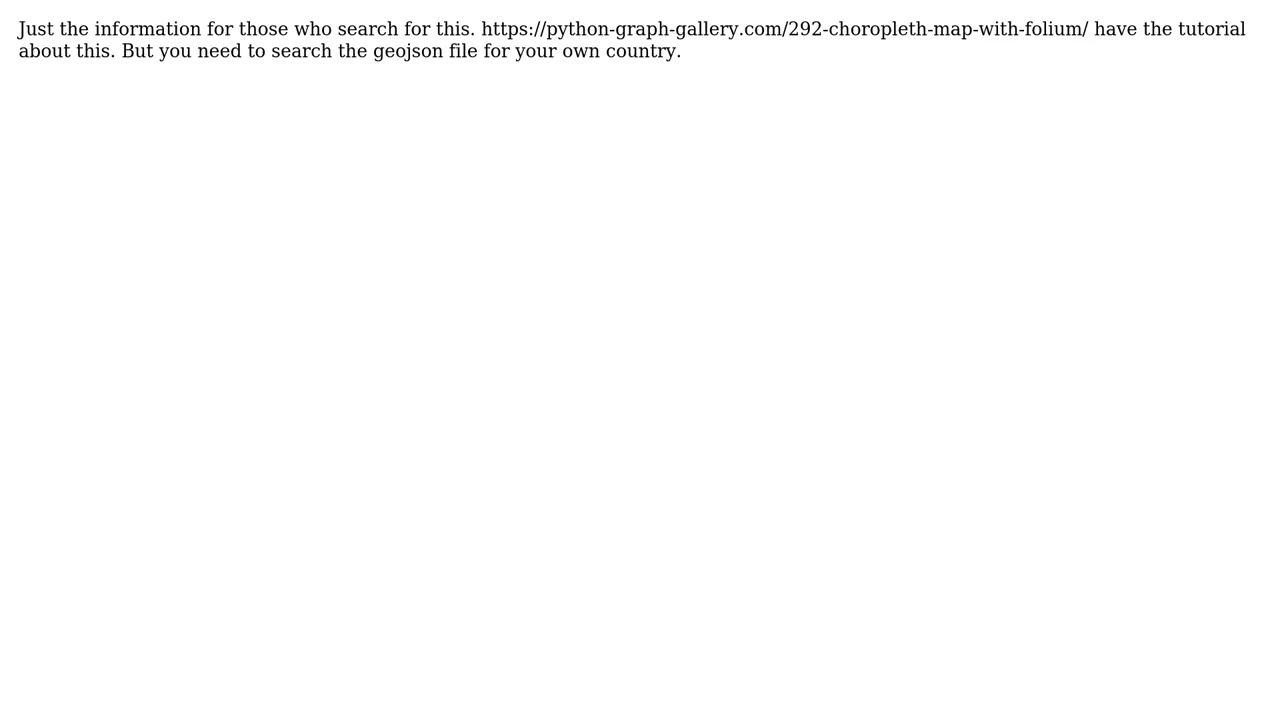 Just the information for those who search for this. https://python-graph-gallery.com/292-choropleth-map-with-folium/ have the tutorial
about this. But you need to search the geojson file for your own country.